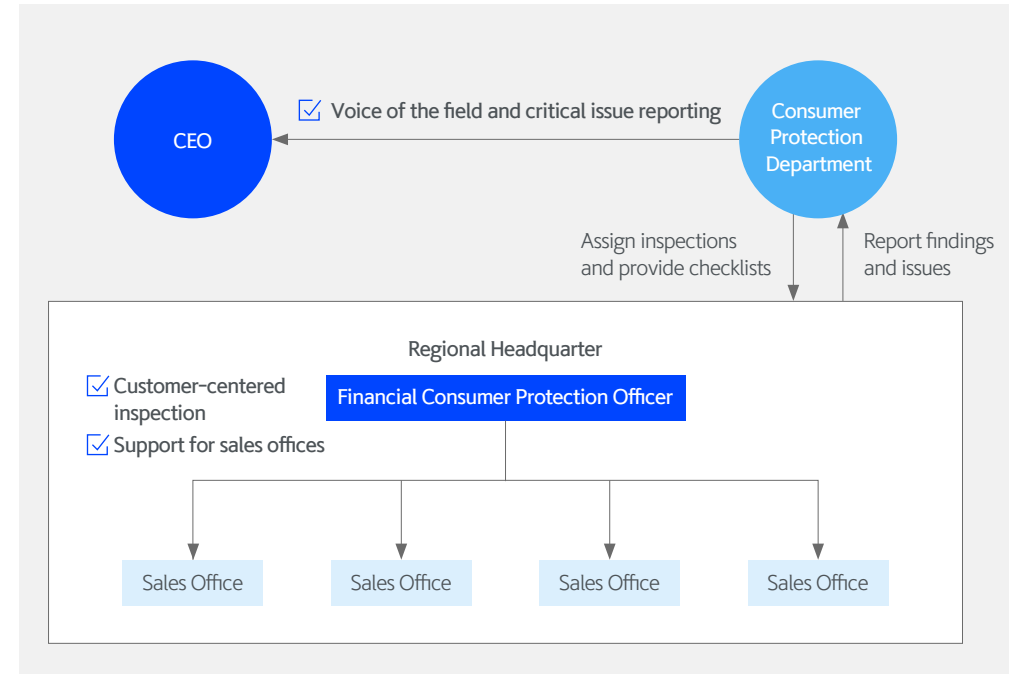 CEO
Voice of the field and critical issue reporting
Consumer
Protection
Department
Assign inspections
and provide checklists
Report findings
and issues
Regional Headquarter
Customer-centered
inspection
Support for sales offices
Financial Consumer Protection Officer
Sales Office
Sales Office
Sales Office
Sales Office